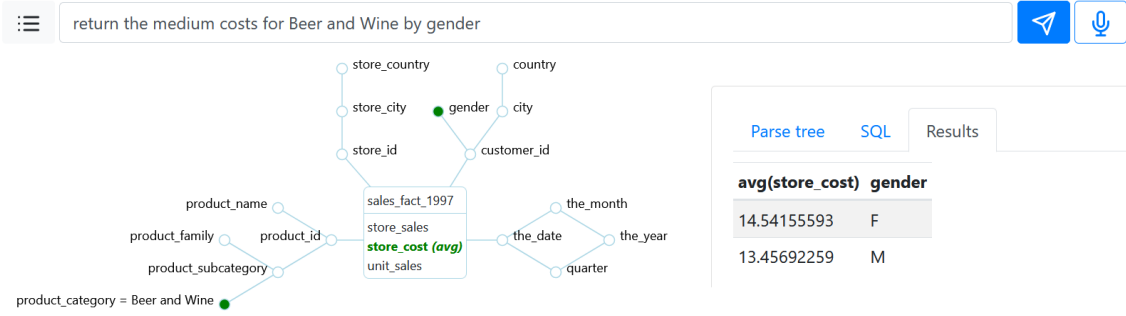 return the medium costs for Beer and Wine by gender
store_country
country
store_city
gender
city
store_id
customer_id
product_name
sales_fact_1997
the_month
product_family
product_id
store_sales
store_cost (avg)
unit_sales
the_date
the_year
product_subcategory
quarter
product_category = Beer and Wine
Parse tree SQL Results
avg(store_cost) gender
14.54155593 F
13.45692259 M